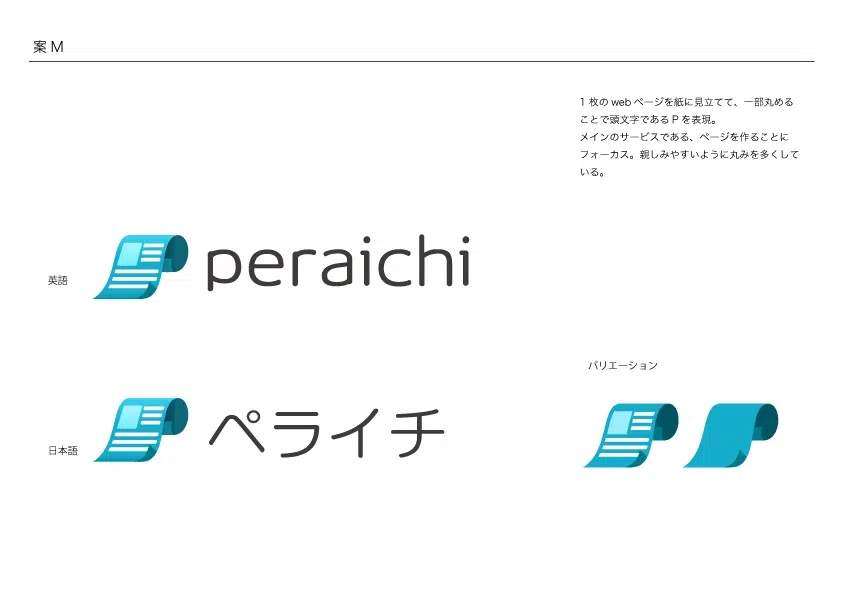 案 M
1 枚の web ページを紙に見立てて、一部丸める
ことで頭文字である P を表現。
メインのサービスである、ページを作ることに
フォーカス。親しみやすいように丸みを多くして
いる。
英語
peraichi
バリエーション
日本語
ペライチ